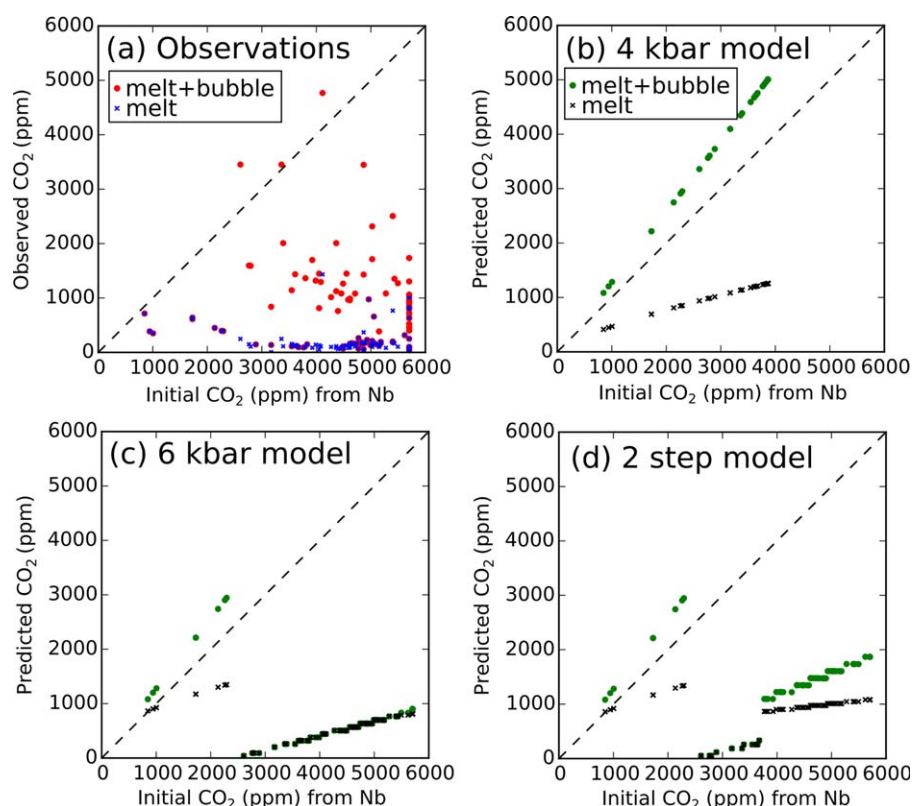 (a) Observations
melt+bubble
melt
Observed CO2 (ppm)
6000
5000
4000
3000
2000
1000
0
0 1000 2000 3000 4000 5000 6000
Initial CO2 (ppm) from Nb
(b) 4 kbar model
melt+bubble
melt
Predicted CO2 (ppm)
6000
5000
4000
3000
2000
1000
0
0 1000 2000 3000 4000 5000 6000
Initial CO2 (ppm) from Nb
(c) 6 kbar model
Predicted CO2 (ppm)
6000
5000
4000
3000
2000
1000
0
0 1000 2000 3000 4000 5000 6000
Initial CO2 (ppm) from Nb
(d) 2 step model
Predicted CO2 (ppm)
6000
5000
4000
3000
2000
1000
0
0 1000 2000 3000 4000 5000 6000
Initial CO2 (ppm) from Nb